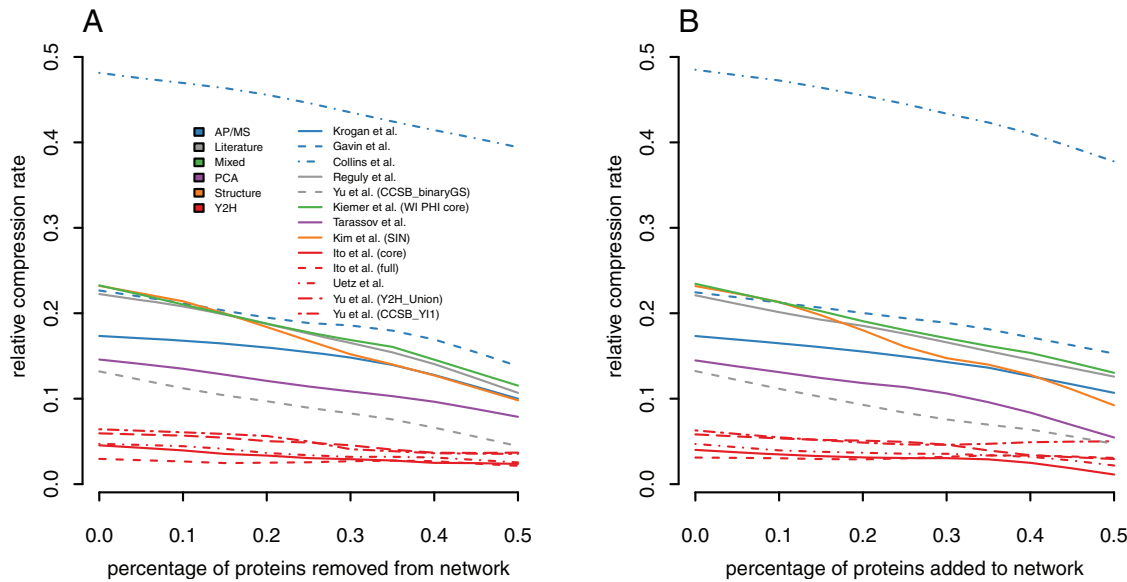 A
relative compression rate
0.5
0.4
0.3
0.2
0.1
0.0
AP/MS
Literature
Mixed
PCA
Structure
Y2H
Krogan et al.
Gavin et al.
Collins et al.
Reguly et al.
Yu et al. (CCSB_binaryGS)
Kiemer et al. (WI PHI core)
Tarassov et al.
Kim et al. (SIN)
Ito et al. (core)
Ito et al. (full)
Uetz et al.
Yu et al. (Y2H_Union)
Yu et al. (CCSB_YI1)
0.0 0.1 0.2 0.3 0.4 0.5
percentage of proteins removed from network
B
relative compression rate
0.5
0.4
0.3
0.2
0.1
0.0
0.0 0.1 0.2 0.3 0.4 0.5
percentage of proteins added to network